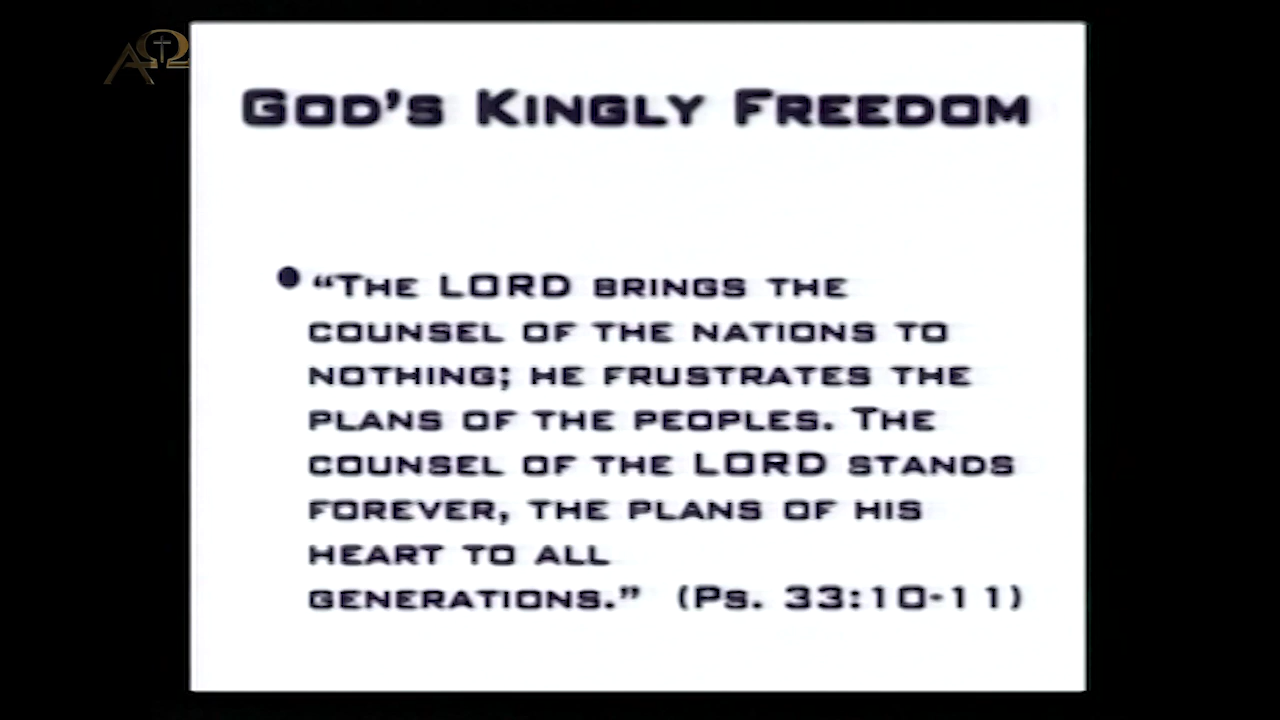 AΩ
God's Kingly Freedom
• “The LORD brings the
counsel of the nations to
nothing; he frustrates the
plans of the peoples. The
counsel of the LORD stands
forever, the plans of his
heart to all
generations.” (Ps. 33:10-11)